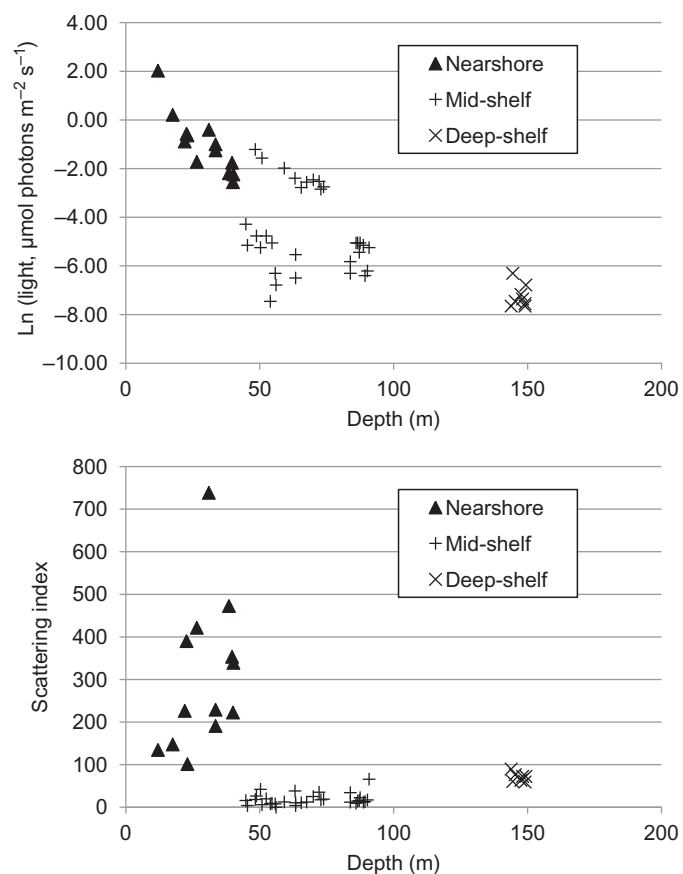 4.00
2.00
0.00
–2.00
–4.00
–6.00
–8.00
–10.00
Ln (light, μmol photons m⁻² s⁻¹)
Nearshore
Mid-shelf
Deep-shelf
0 50 100 150 200
Depth (m)
800
700
600
500
400
300
200
100
0
Scattering index
Nearshore
Mid-shelf
Deep-shelf
0 50 100 150 200
Depth (m)